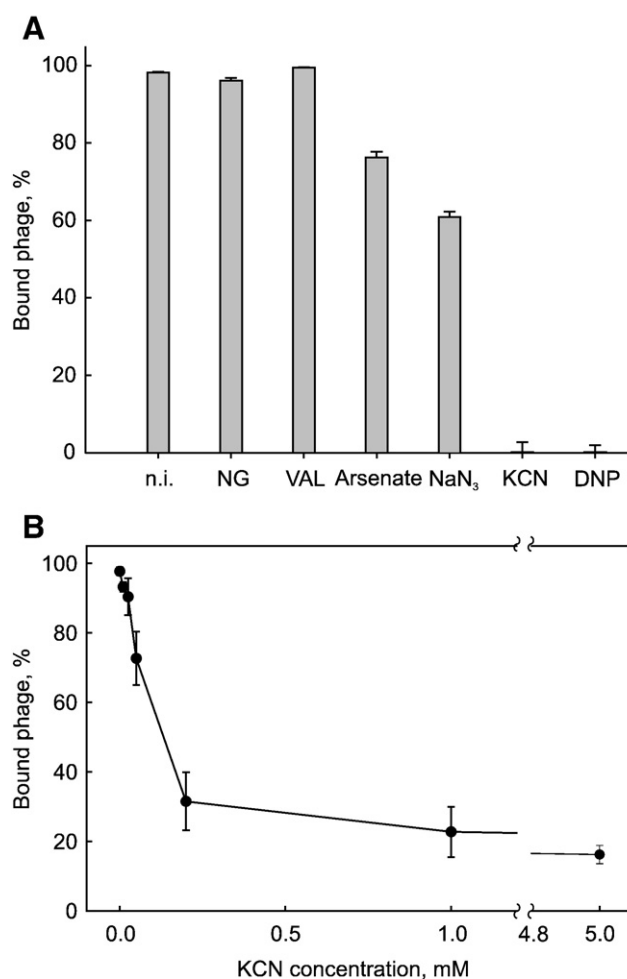 A
Bound phage, %
100
80
60
40
20
0
n.i. NG VAL Arsenate NaN₃ KCN DNP
B
Bound phage, %
100
80
60
40
20
0
0.0 0.5 1.0 4.8 5.0
KCN concentration, mM